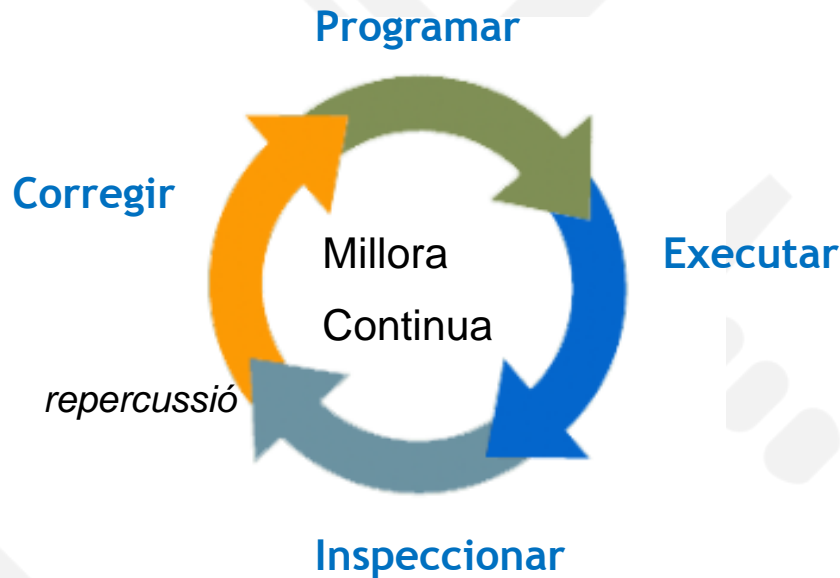 Programar
Corregir
Millora
Continua
Executar
repercussió
Inspeccionar